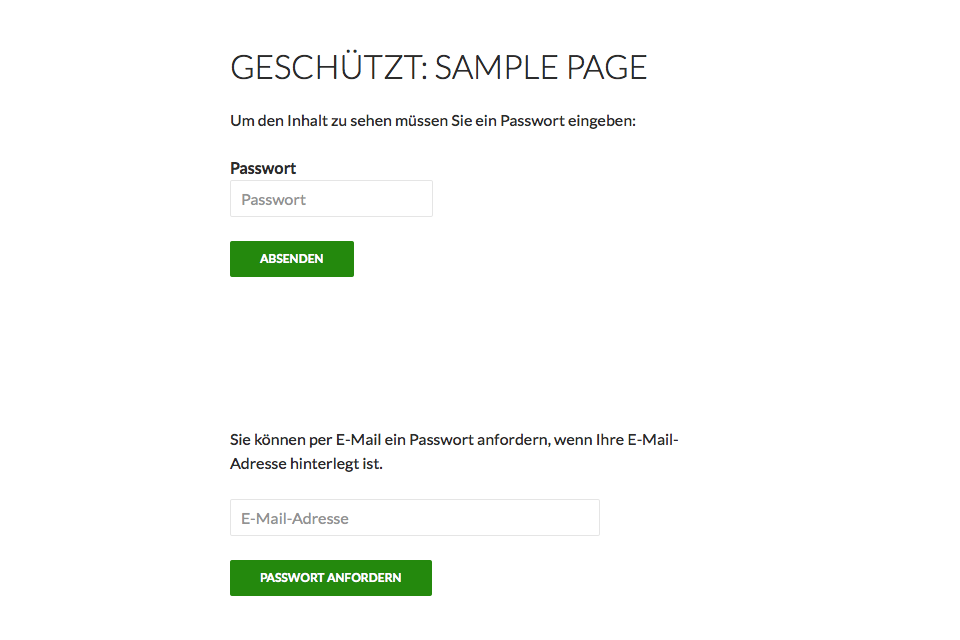 GESCHÜTZT: SAMPLE PAGE
Um den Inhalt zu sehen müssen Sie ein Passwort eingeben:
Passwort
Passwort
ABSENDEN
Sie können per E-Mail ein Passwort anfordern, wenn Ihre E-Mail-
Adresse hinterlegt ist.
E-Mail-Adresse
PASSWORT ANFORDERN